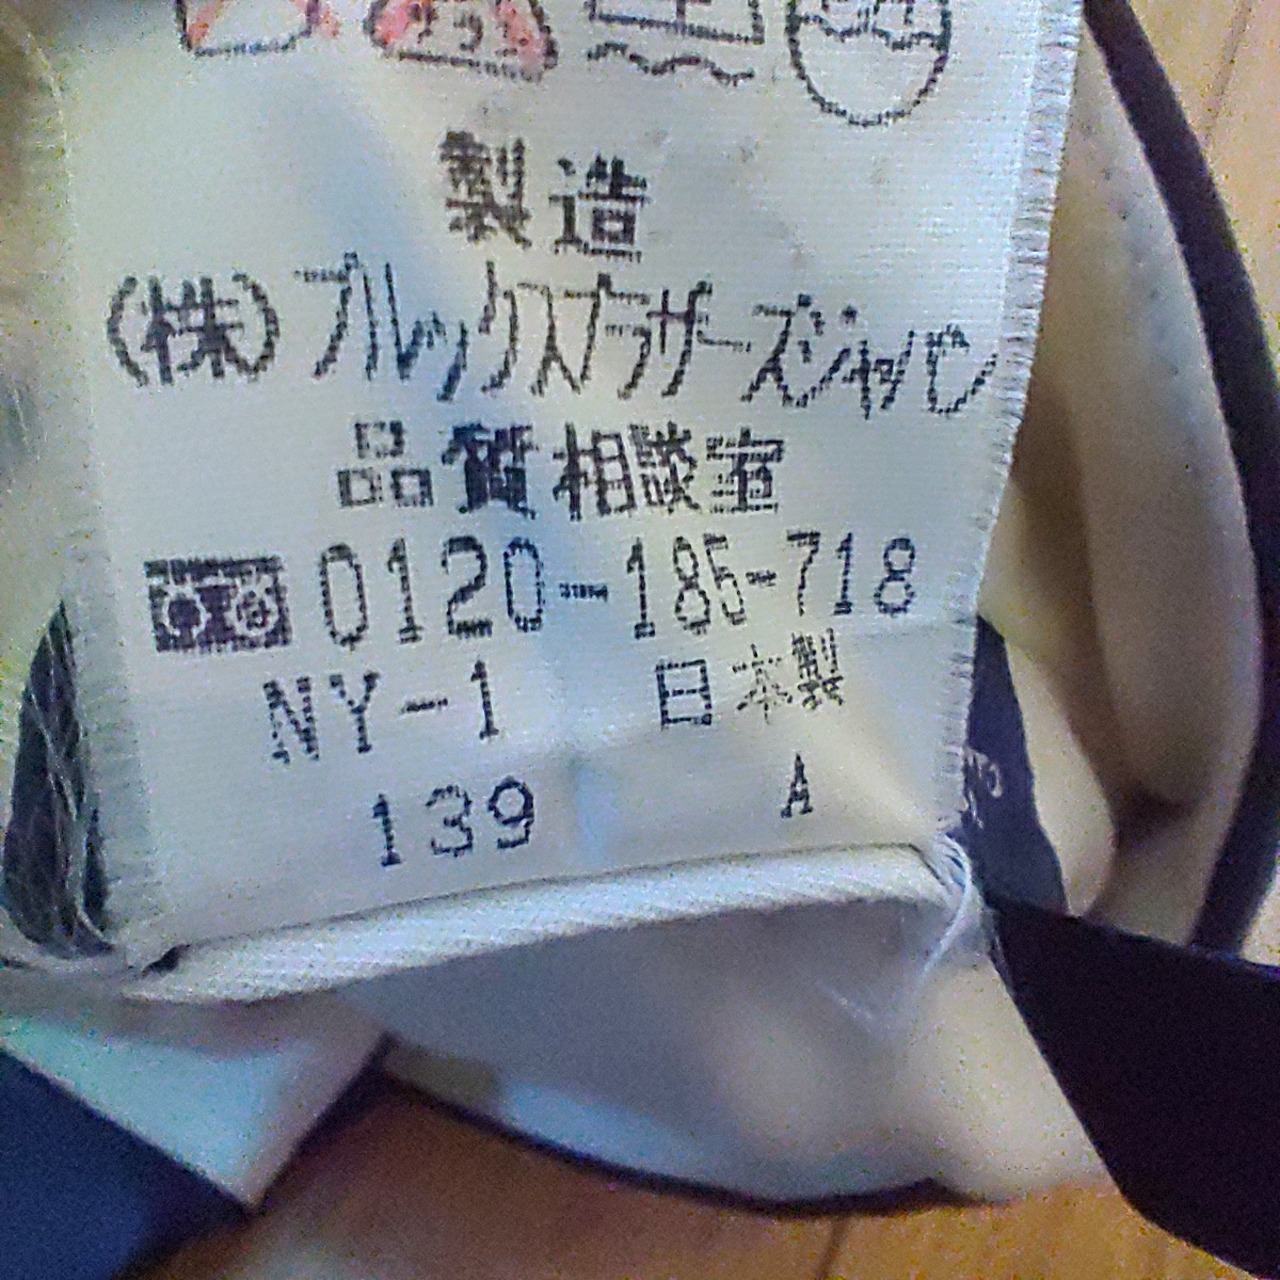 製造
(株)ブルックスブラザーズジャパン
品質相談室
0120-185-718
NY-1 日本製
139 A